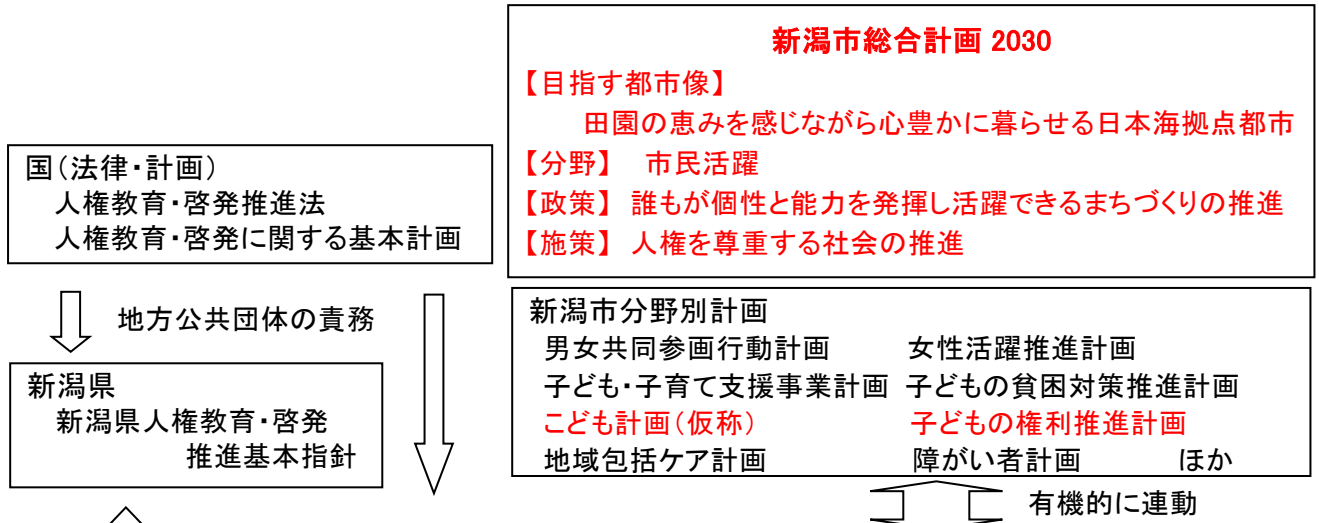 新潟市総合計画 2030
【目指す都市像】
田園の恵みを感じながら心豊かに暮らせる日本海拠点都市
【分野】 市民活躍
【政策】 誰もが個性と能力を発揮し活躍できるまちづくりの推進
【施策】 人権を尊重する社会の推進
国(法律・計画)
人権教育・啓発推進法
人権教育・啓発に関する基本計画
地方公共団体の責務
新潟県
新潟県人権教育・啓発
推進基本指針
新潟市分野別計画
男女共同参画行動計画 女性活躍推進計画
子ども・子育て支援事業計画 子どもの貧困対策推進計画
こども計画(仮称) 子どもの権利推進計画
地域包括ケア計画 障がい者計画 ほか
有機的に連動